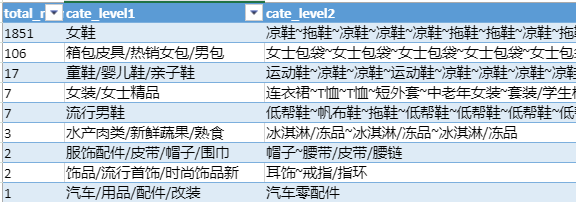 total_ cate_level1 cate_level2
1851 女鞋 凉鞋~拖鞋~凉鞋~凉鞋~凉鞋~拖鞋~拖鞋~凉鞋~拖
106 箱包皮具/热销女包/男包 女士包袋~女士包袋~女士包袋~女士包袋~女士包
17 童鞋/婴儿鞋/亲子鞋 运动鞋~凉鞋~凉鞋~运动鞋~凉鞋~凉鞋~凉鞋~凉鞋
7 女装/女士精品 连衣裙~T恤~T恤~短外套~中老年女装~套装/学生
7 流行男鞋 低帮鞋~帆布鞋~拖鞋~低帮鞋~低帮鞋~低帮鞋~低
3 水产肉类/新鲜蔬果/熟食 冰淇淋/冻品~冰淇淋/冻品~冰淇淋/冻品
2 服饰配件/皮带/帽子/围巾 帽子~腰带/皮带/腰链
2 饰品/流行首饰/时尚饰品新 耳饰~戒指/指环
1 汽车/用品/配件/改装 汽车零配件